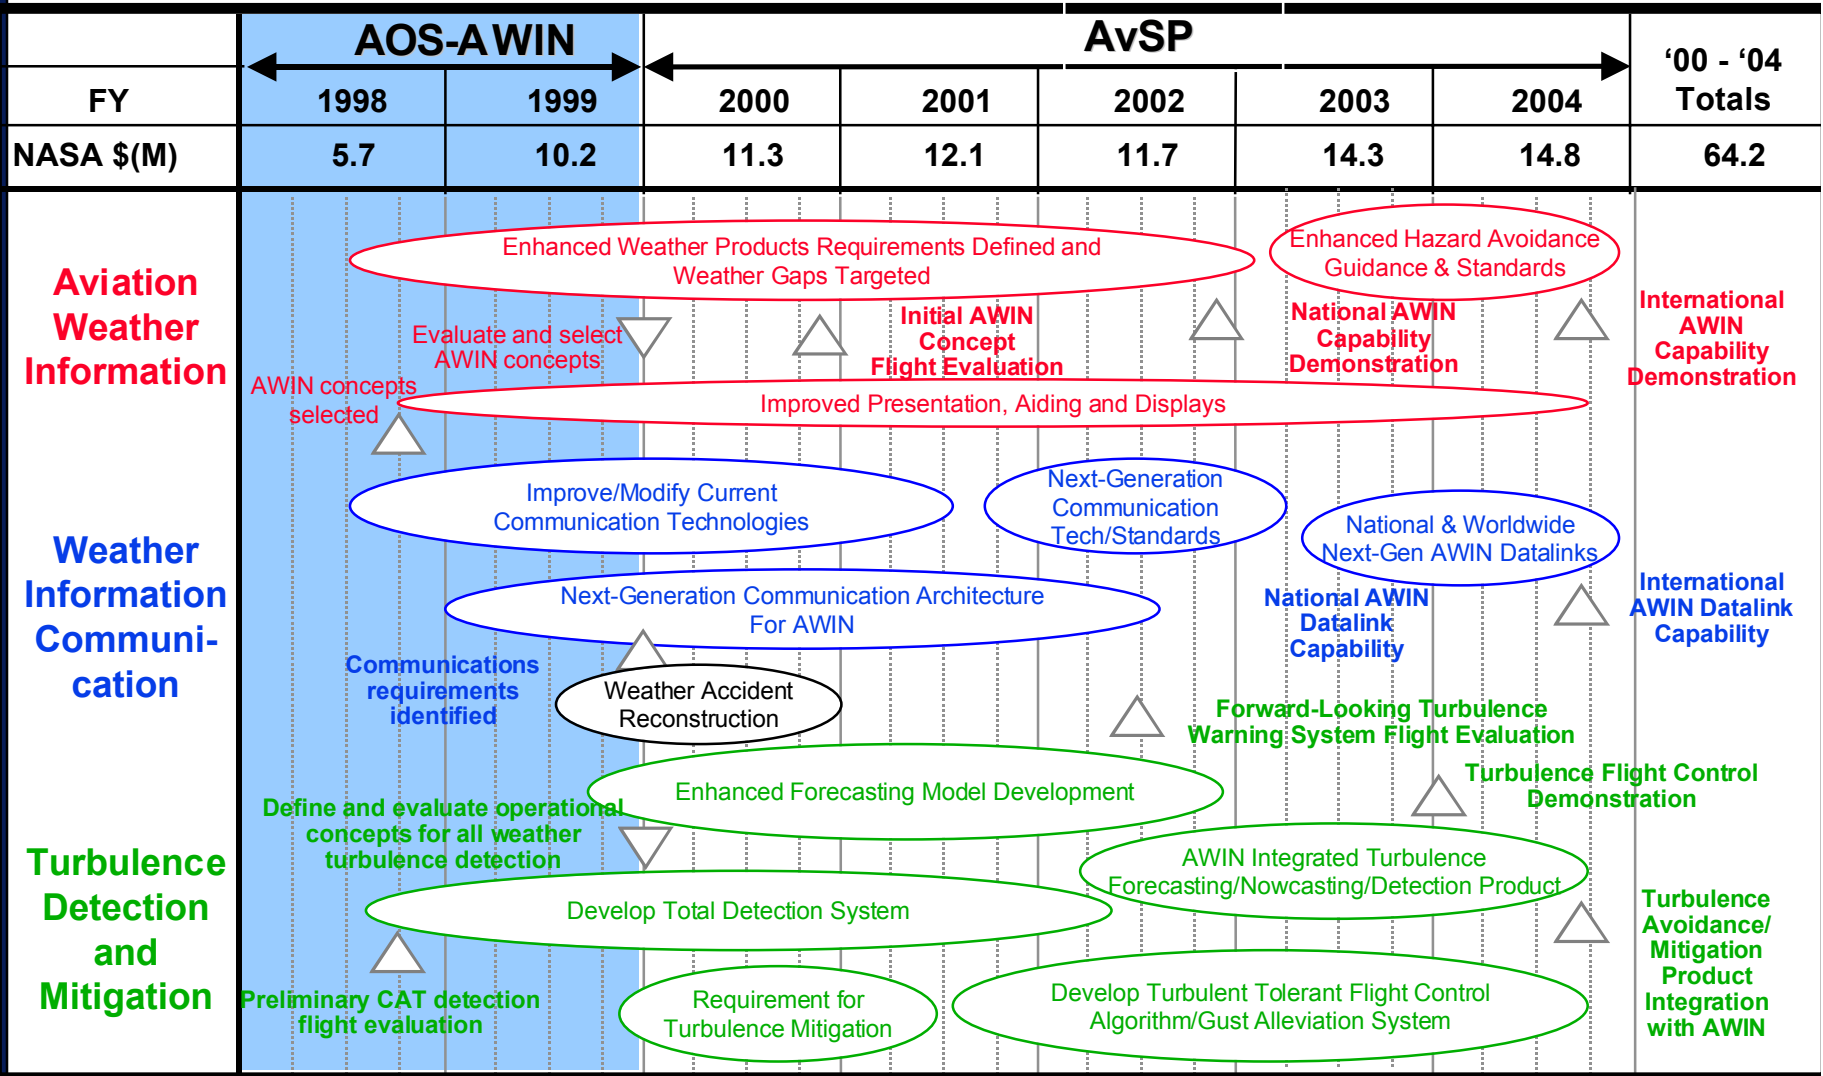 AOS-AWIN
AvSP
‘00 - ‘04
Totals
FY
1998
1999
2000
2001
2002
2003
2004
NASA $(M)
5.7
10.2
11.3
12.1
11.7
14.3
14.8
64.2
Aviation
Weather
Information
Enhanced Weather Products Requirements Defined and
Weather Gaps Targeted
Enhanced Hazard Avoidance
Guidance & Standards
Evaluate and select
AWIN concepts
Initial AWIN
Concept
Flight Evaluation
National AWIN
Capability
Demonstration
International
AWIN
Capability
Demonstration
AWIN concepts
selected
Improved Presentation, Aiding and Displays
Weather
Information
Communi-
cation
Improve/Modify Current
Communication Technologies
Next-Generation
Communication
Tech/Standards
National & Worldwide
Next-Gen AWIN Datalinks
Next-Generation Communication Architecture
For AWIN
National AWIN
Datalink
Capability
International
AWIN Datalink
Capability
Communications
requirements
identified
Weather Accident
Reconstruction
Forward-Looking Turbulence
Warning System Flight Evaluation
Turbulence
Detection
and
Mitigation
Enhanced Forecasting Model Development
Turbulence Flight Control
Demonstration
Define and evaluate operational
concepts for all weather
turbulence detection
AWIN Integrated Turbulence
Forecasting/Nowcasting/Detection Product
Develop Total Detection System
Turbulence
Avoidance/
Mitigation
Product
Integration
with AWIN
Preliminary CAT detection
flight evaluation
Requirement for
Turbulence Mitigation
Develop Turbulent Tolerant Flight Control
Algorithm/Gust Alleviation System